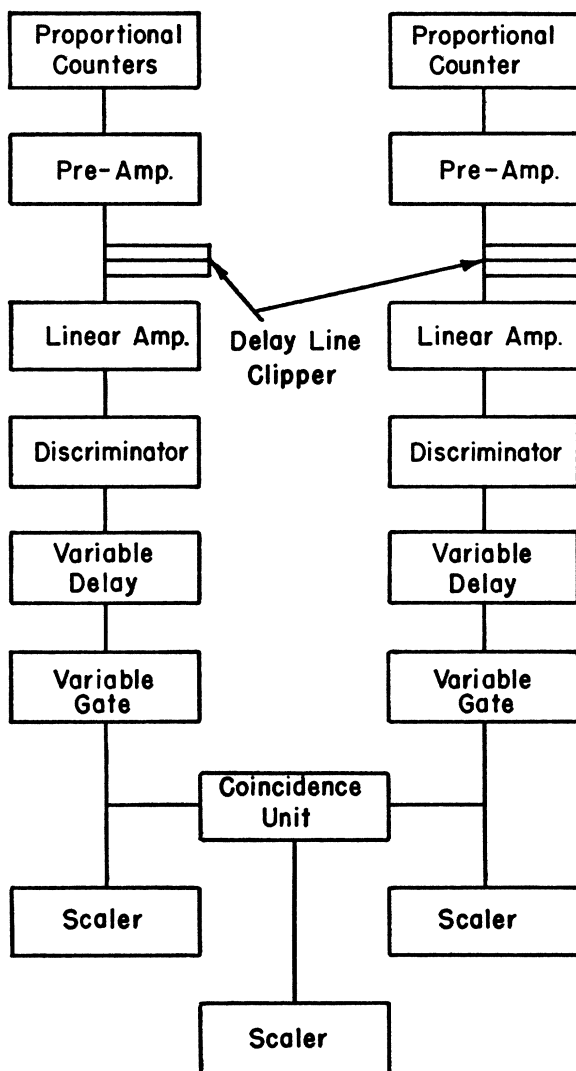 Proportional
Counters
Proportional
Counter
Pre-Amp.
Pre-Amp.
Linear Amp.
Delay Line
Clipper
Linear Amp.
Discriminator
Discriminator
Variable
Delay
Variable
Delay
Variable
Gate
Variable
Gate
Coincidence
Unit
Scaler
Scaler
Scaler